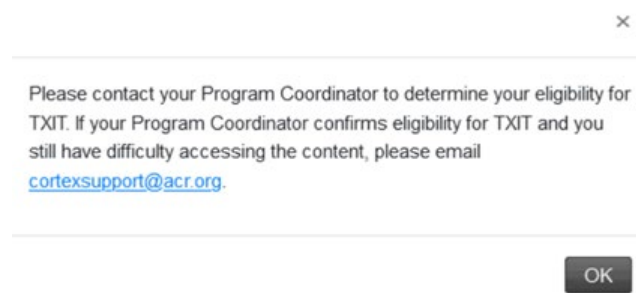 ×
Please contact your Program Coordinator to determine your eligibility for
TXIT. If your Program Coordinator confirms eligibility for TXIT and you
still have difficulty accessing the content, please email
cortexsupport@acr.org.
OK